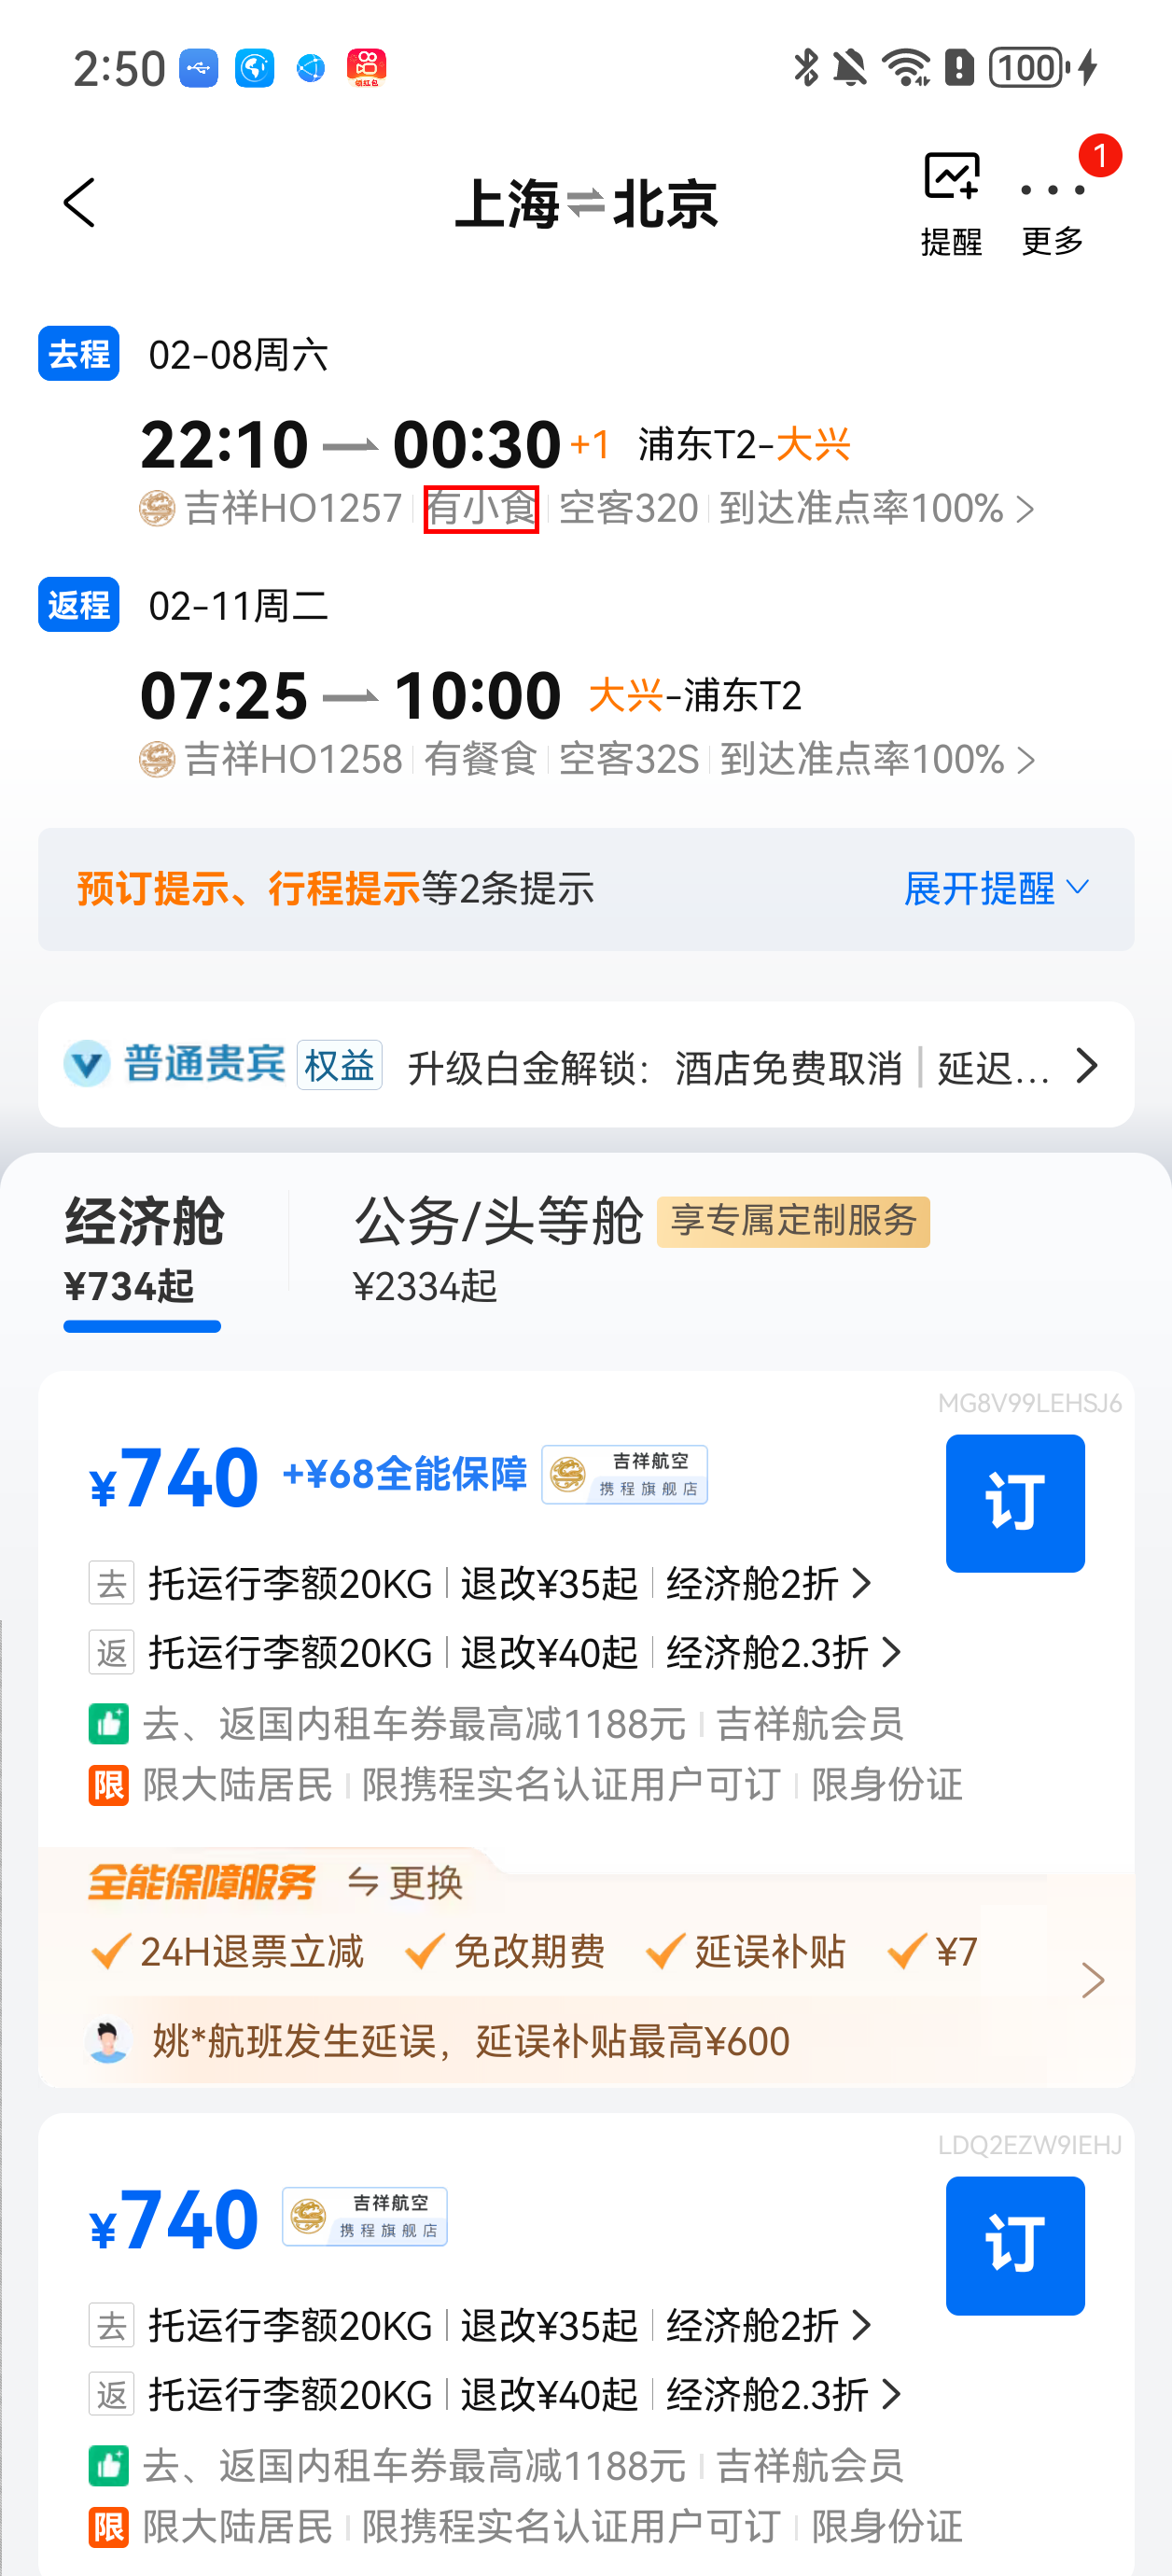 2:50 领红包 100
上海⇌北京 提醒 更多 1
去程 02-08周六
22:10 00:30 +1 浦东T2-大兴
吉祥HO1257 有小食 空客320 到达准点率100%
返程 02-11周二
07:25 10:00 大兴-浦东T2
吉祥HO1258 有餐食 空客32S 到达准点率100%
预订提示、行程提示等2条提示 展开提醒
普通贵宾 权益 升级白金解锁：酒店免费取消 延迟...
经济舱 公务/头等舱 享专属定制服务
¥734起 ¥2334起
MG8V99LEHSJ6
¥740 +¥68全能保障 吉祥航空 携程旗舰店 订
去 托运行李额20KG 退改¥35起 经济舱2折
返 托运行李额20KG 退改¥40起 经济舱2.3折
去、返国内租车券最高减1188元 吉祥航会员
限 限大陆居民 限携程实名认证用户可订 限身份证
全能保障服务 更换
24H退票立减 免改期费 延误补贴 ¥7
姚*航班发生延误，延误补贴最高¥600
LDQ2EZW9IEHJ
¥740 吉祥航空 携程旗舰店 订
去 托运行李额20KG 退改¥35起 经济舱2折
返 托运行李额20KG 退改¥40起 经济舱2.3折
去、返国内租车券最高减1188元 吉祥航会员
限 限大陆居民 限携程实名认证用户可订 限身份证